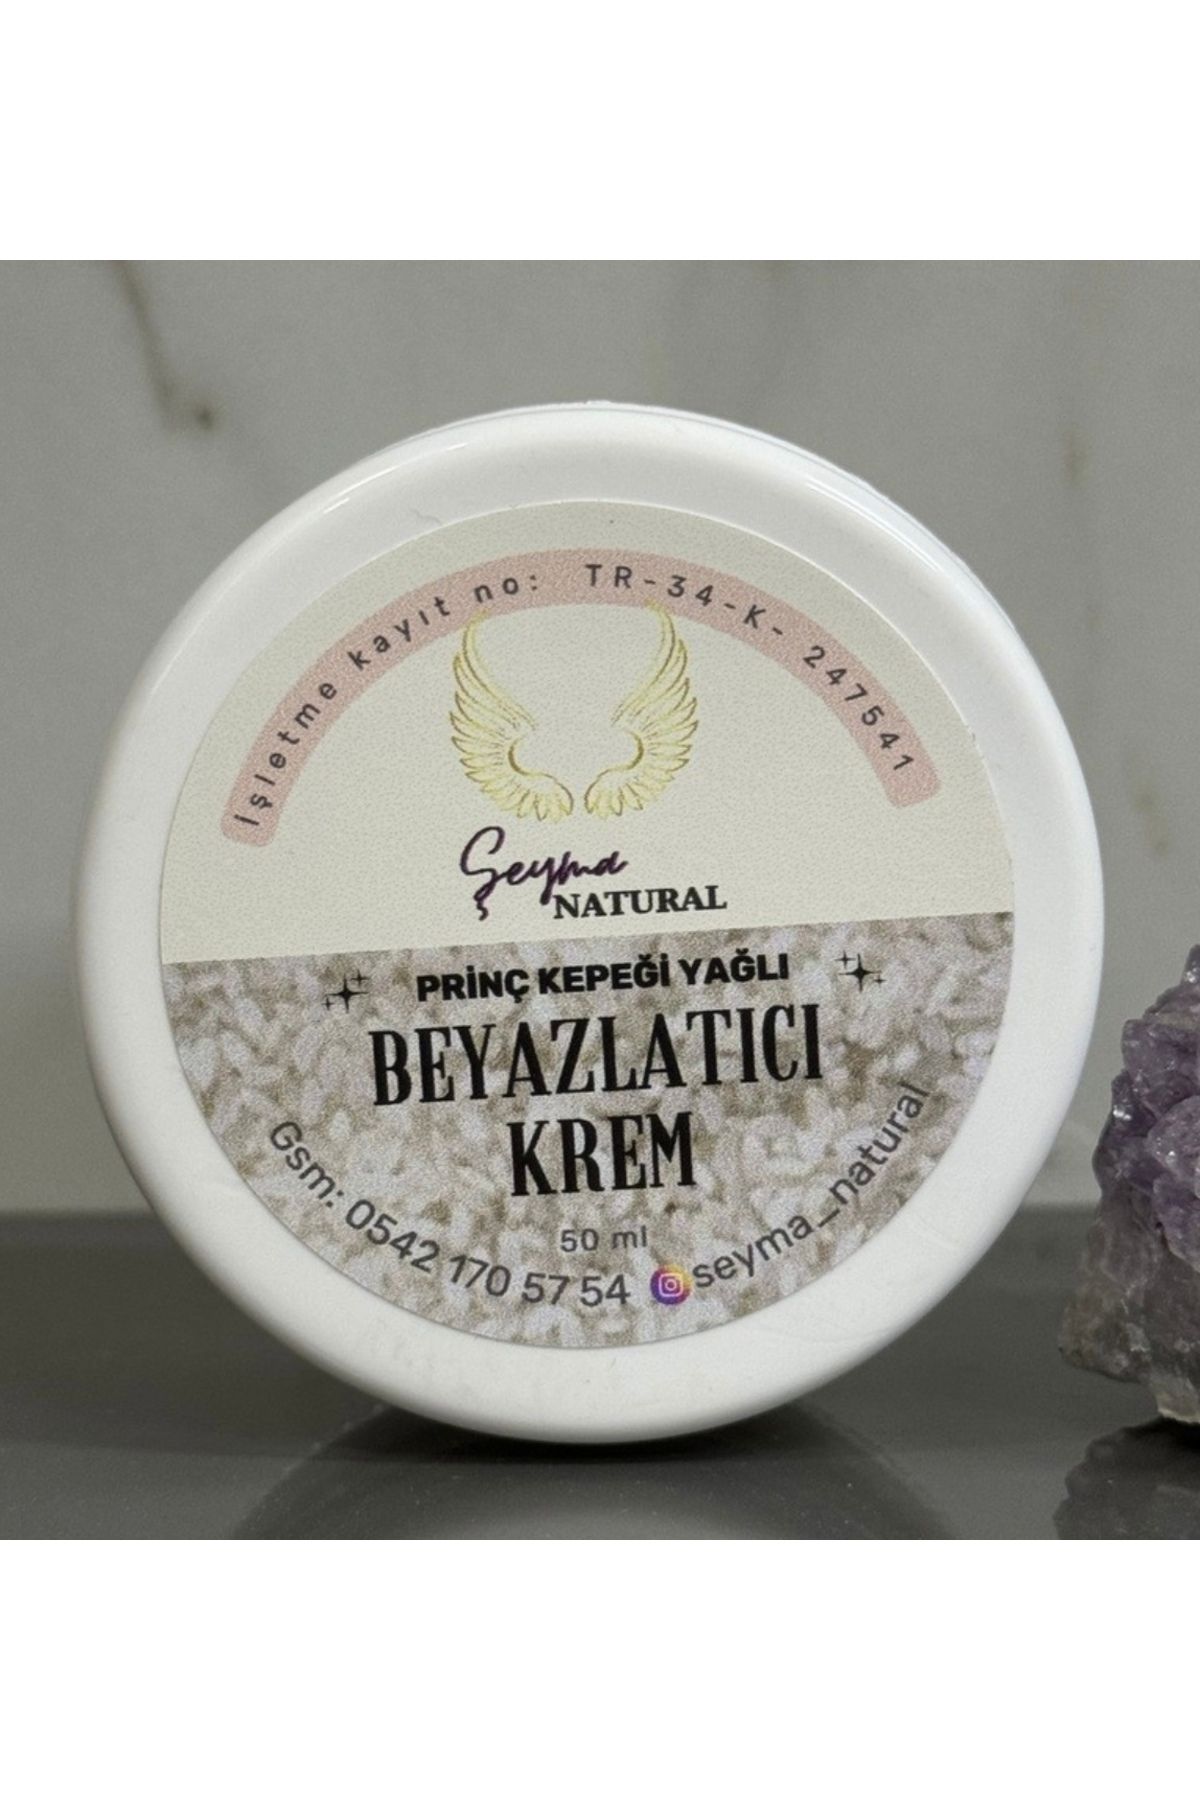 İşletme kayıt no: TR-34-K- 247541
Şeyma
Ş NATURAL
PRİNÇ KEPEĞİ YAĞLI
BEYAZLATICI
KREM
50 ml
Gsm: 0542 170 57 54
seyma_natural